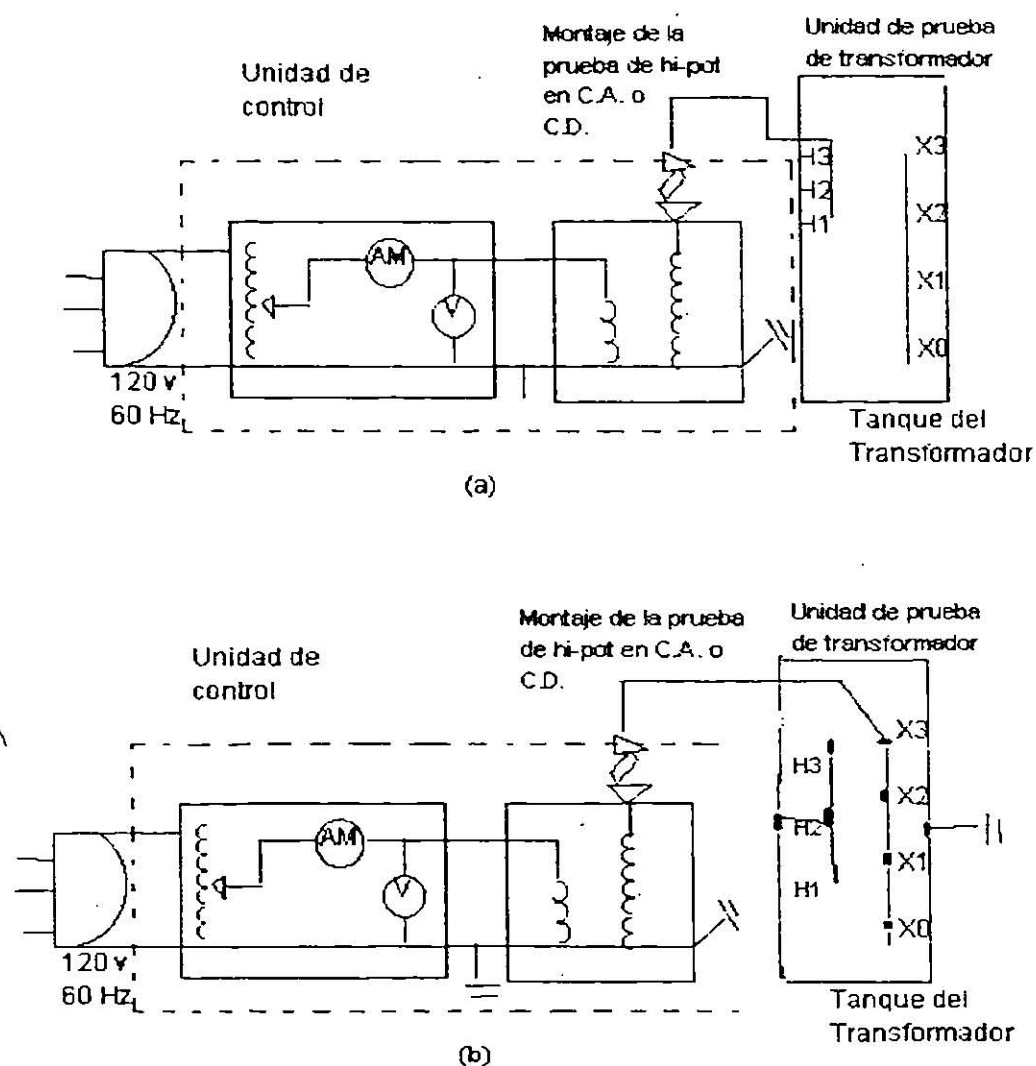 Montaje de la
prueba de hi-pot
en C.A. o
C.D.
Unidad de prueba
de transformador
Unidad de
control
H3
H2
H1
X3
X2
X1
X0
AM
V
120 v
60 Hz
Tanque del
Transformador
(a)
Montaje de la prueba
de hi-pot en C.A. o
C.D.
Unidad de prueba
de transformador
Unidad de
control
H3
H2
H1
X3
X2
X1
X0
AM
V
120 v
60 Hz
Tanque del
Transformador
(b)